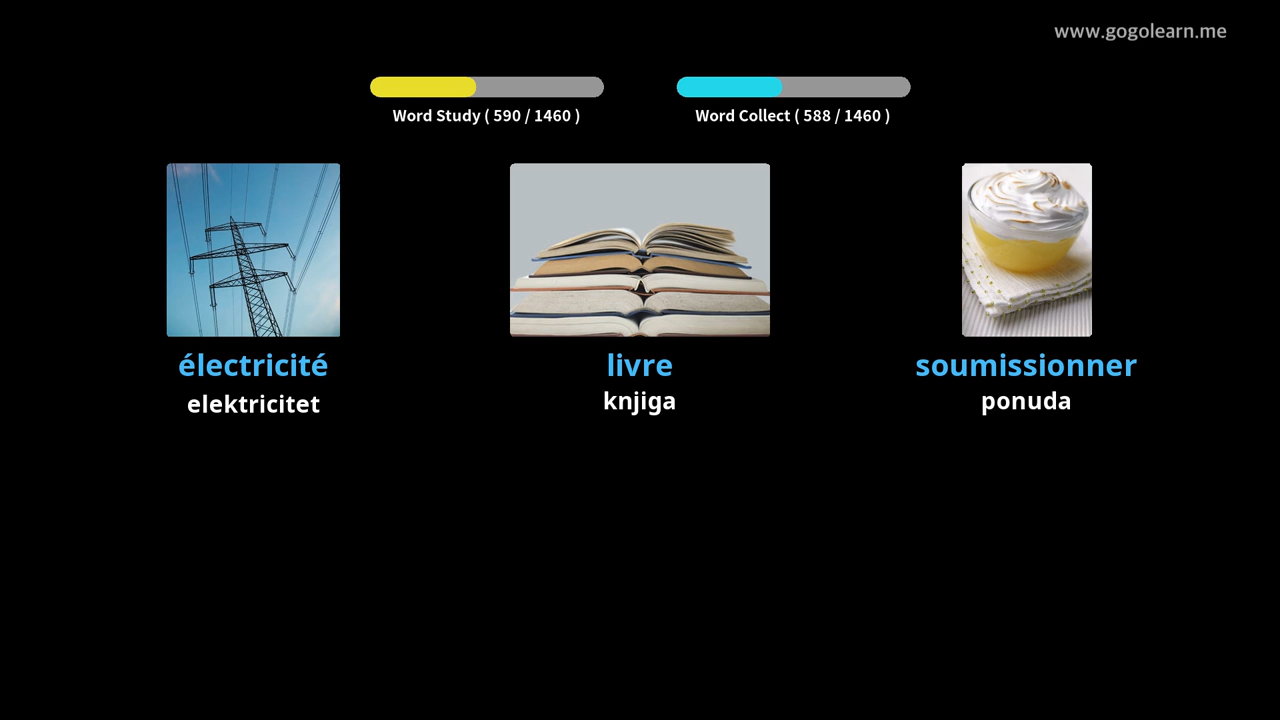 www.gogolearn.me
Word Study ( 590 / 1460 )
Word Collect ( 588 / 1460 )
électricité
elektricitet
livre
knjiga
soumissionner
ponuda